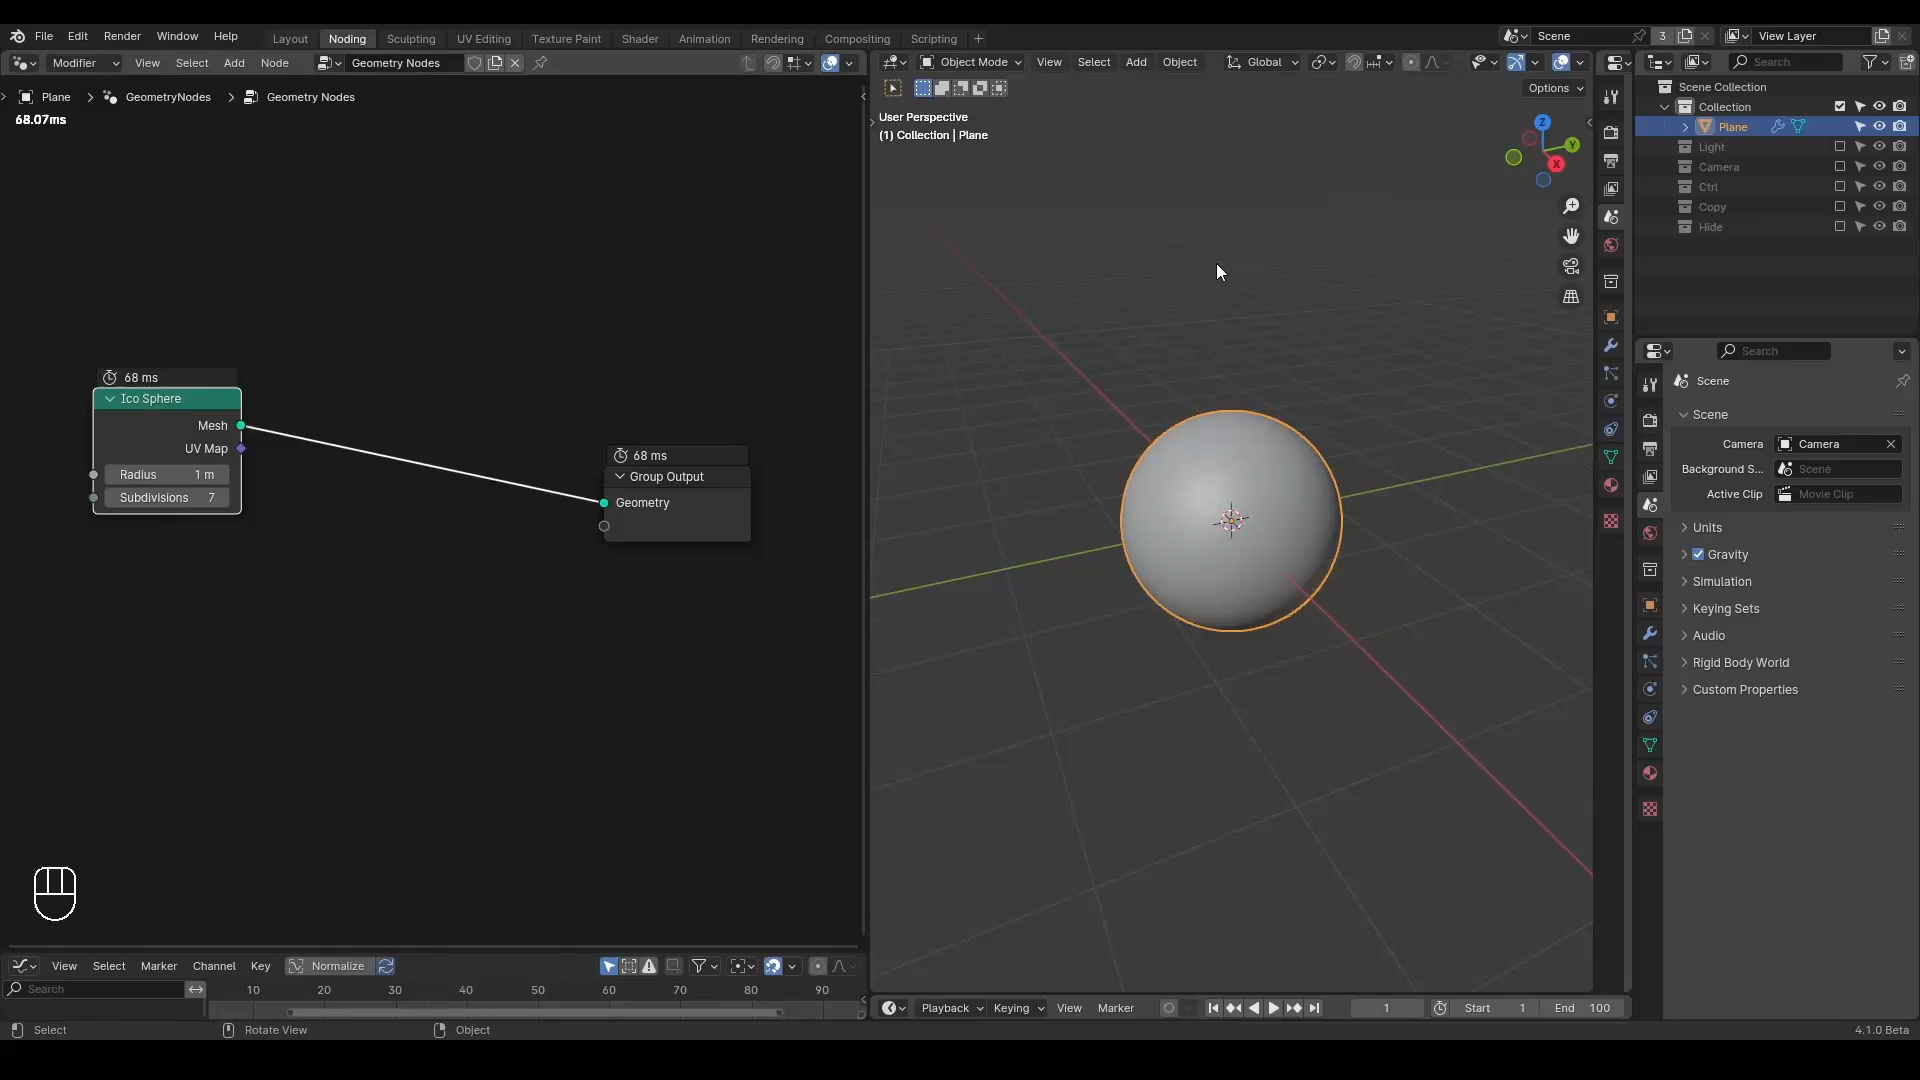 File Edit Render Window Help Layout Noding Sculpting UV Editing Texture Paint Shader Animation Rendering Compositing Scripting + Scene 3 View Layer
Modifier View Select Add Node Geometry Nodes
Object Mode View Select Add Object Global
Search
Options
Plane > GeometryNodes > Geometry Nodes
68.07ms
User Perspective
(1) Collection | Plane
Z
Y
X
Scene Collection
Collection
Plane
Light
Camera
Ctrl
Copy
Hide
68 ms
Ico Sphere
Mesh
UV Map
Radius 1 m
Subdivisions 7
68 ms
Group Output
Geometry
Search
Scene
Scene
Camera Camera
Background S... Scene
Active Clip Movie Clip
Units
Gravity
Simulation
Keying Sets
Audio
Rigid Body World
Custom Properties
View Select Marker Channel Key Normalize
Search 10 20 30 40 50 60 70 80 90
Playback Keying View Marker 1 Start 1 End 100
Select Rotate View Object 4.1.0 Beta